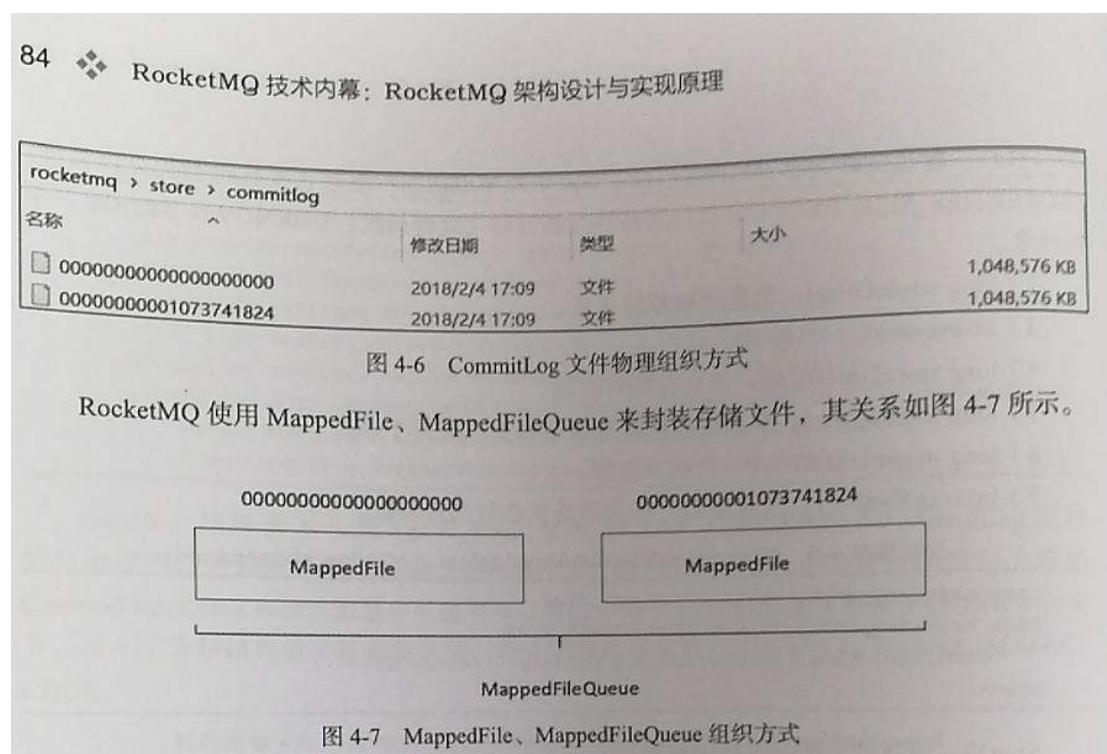 84 RocketMQ 技术内幕：RocketMQ 架构设计与实现原理
rocketmq > store > commitlog
名称 修改日期 类型 大小
00000000000000000000 2018/2/4 17:09 文件 1,048,576 KB
00000000001073741824 2018/2/4 17:09 文件 1,048,576 KB
图 4-6 CommitLog 文件物理组织方式
RocketMQ 使用 MappedFile、MappedFileQueue 来封装存储文件，其关系如图 4-7 所示。
00000000000000000000 00000000001073741824
MappedFile MappedFile
MappedFileQueue
图 4-7 MappedFile、MappedFileQueue 组织方式